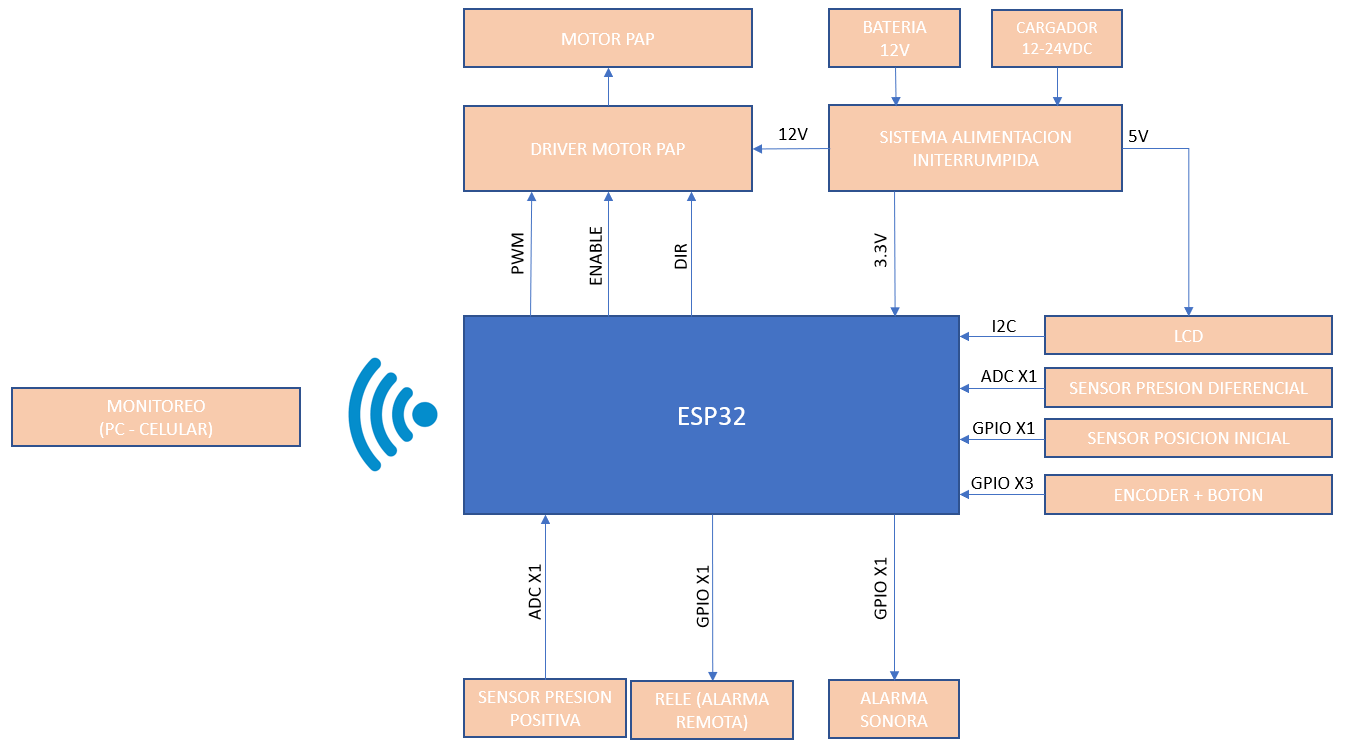 MOTOR PAP
BATERIA
12V
CARGADOR
12-24VDC
DRIVER MOTOR PAP
12V
SISTEMA ALIMENTACION
INITERRUMPIDA
5V
PWM
ENABLE
DIR
3.3V
MONITOREO
(PC - CELULAR)
ESP32
I2C
LCD
ADC X1
SENSOR PRESION DIFERENCIAL
GPIO X1
SENSOR POSICION INICIAL
GPIO X3
ENCODER + BOTON
ADC X1
GPIO X1
GPIO X1
SENSOR PRESION
POSITIVA
RELE (ALARMA
REMOTA)
ALARMA
SONORA